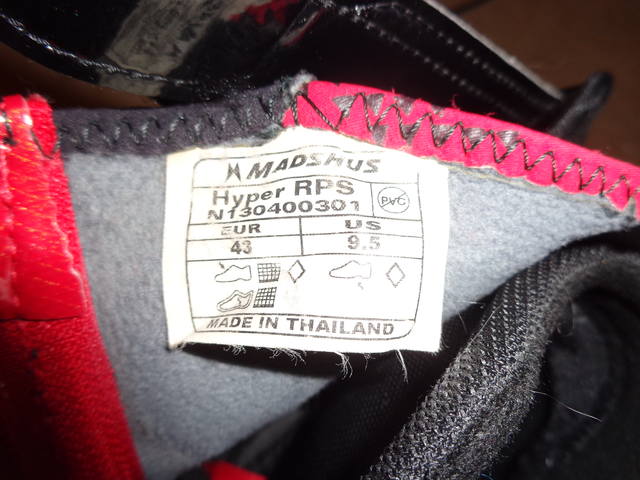 MADSHUS
Hyper RPS
N130400301 PVC
EUR US
43 9.5
MADE IN THAILAND